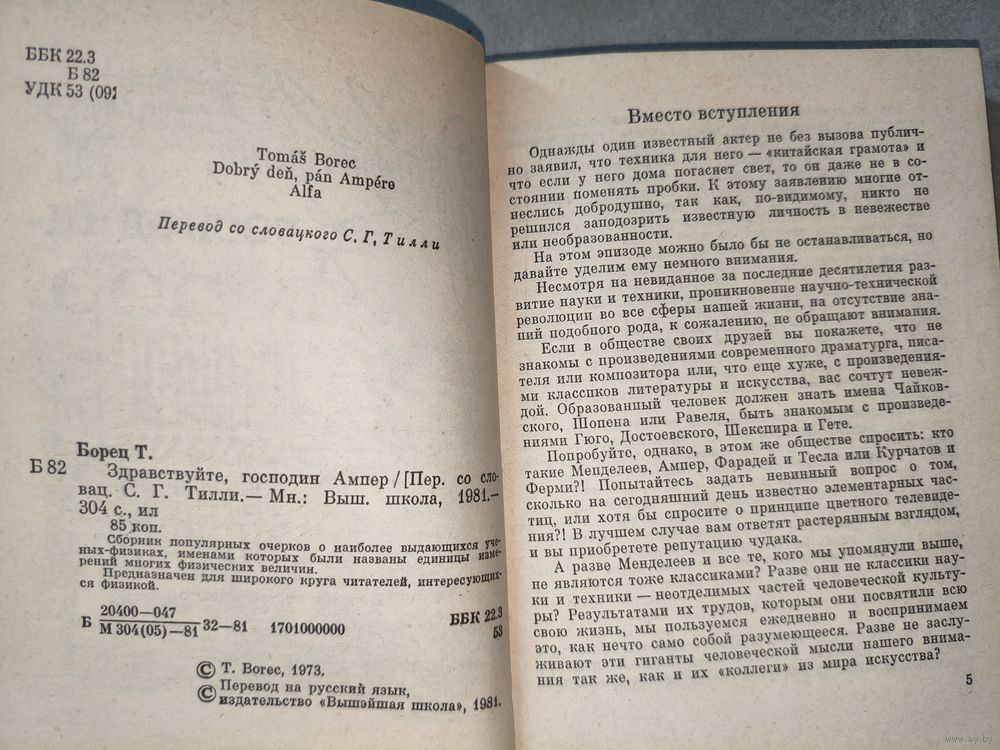 ББК 22.3
Б 82
УДК 53 (092
Tomáš Borec
Dobrý deň, pán Ampére
Alfa
Перевод со словацкого С. Г. Тилли
Борец Т.
Б 82
Здравствуйте, господин Ампер / [Пер. со сло-
вац. С. Г. Тилли.— Мн.: Выш. школа, 1981.—
304 с., ил
85 коп.
Сборник популярных очерков о наиболее выдающихся уче-
ных-физиках, именами которых были названы единицы изме-
рений многих физических величин.
Предназначен для широкого круга читателей, интересующих-
ся физикой.
Б 20400—047
М 304(05)—81 32—81 1701000000
ББК 22.3
53
© T. Borec, 1973.
© Перевод на русский язык,
издательство «Вышэйшая школа», 1981.
Вместо вступления
Однажды один известный актер не без вызова публич-
но заявил, что техника для него — «китайская грамота» и
что если у него дома погаснет свет, то он даже не в со-
стоянии поменять пробки. К этому заявлению многие от-
неслись добродушно, так как, по-видимому, никто не
решился заподозрить известную личность в невежестве
или необразованности.
На этом эпизоде можно было бы не останавливаться, но
давайте уделим ему немного внимания.
Несмотря на невиданное за последние десятилетия раз-
витие науки и техники, проникновение научно-технической
революции во все сферы нашей жизни, на отсутствие зна-
ний подобного рода, к сожалению, не обращают внимания.
Если в обществе своих друзей вы покажете, что не
знакомы с произведениями современного драматурга, писа-
теля или композитора или, что еще хуже, с произведени-
ями классиков литературы и искусства, вас сочтут невеж-
дой. Образованный человек должен знать имена Чайков-
ского, Шопена или Равеля, быть знакомым с произведе-
ниями Гюго, Достоевского, Шекспира и Гете.
Попробуйте, однако, в этом же обществе спросить: кто
такие Менделеев, Ампер, Фарадей и Тесла или Курчатов и
Ферми?! Попытайтесь задать невинный вопрос о том,
сколько на сегодняшний день известно элементарных час-
тиц, или хотя бы спросите о принципе цветного телевиде-
ния?! В лучшем случае вам ответят растерянным взглядом,
и вы приобретете репутацию чудака.
А разве Менделеев и все те, кого мы упомянули выше,
не являются тоже классиками? Разве они не классики нау-
ки и техники — неотделимых частей человеческой культу-
ры? Результатами их трудов, которым они посвятили всю
свою жизнь, мы пользуемся ежедневно и воспринимаем
это, как нечто само собой разумеющееся. Разве не заслу-
живают эти гиганты человеческой мысли нашего внима-
ния так же, как и их «коллеги» из мира искусства?
5
www.ay.by